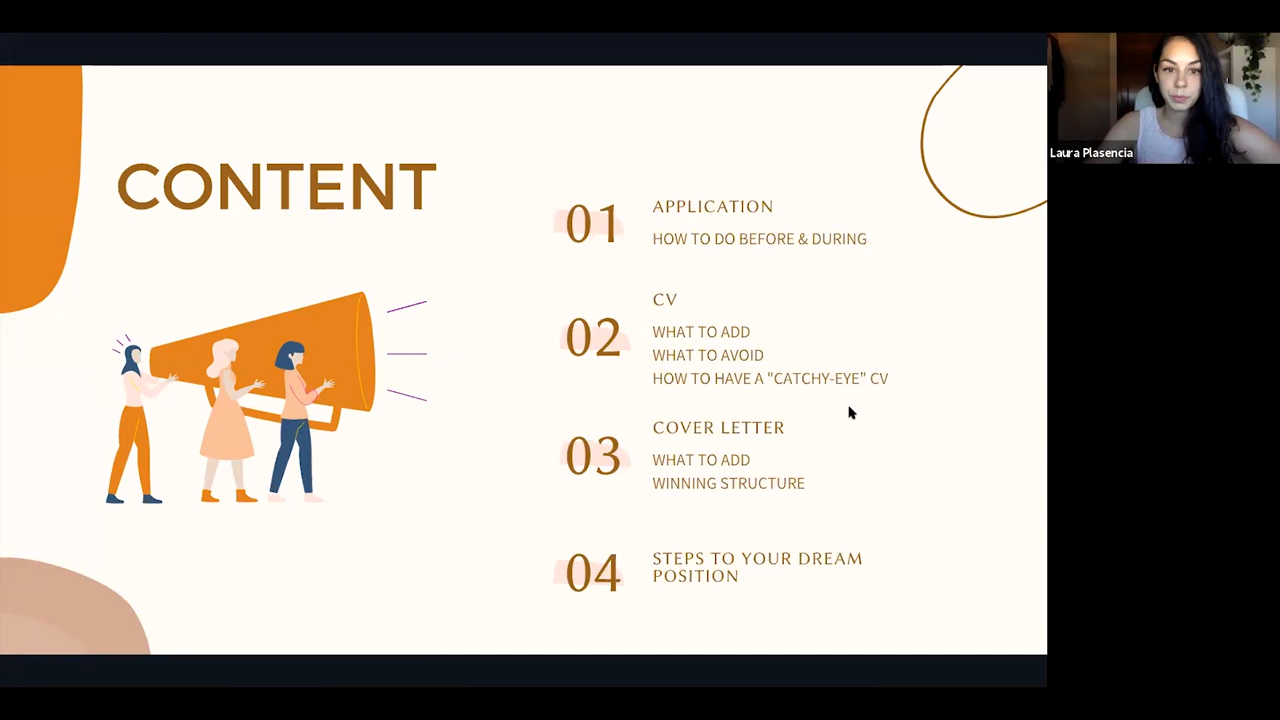 CONTENT
01
APPLICATION
HOW TO DO BEFORE & DURING
02
CV
WHAT TO ADD
WHAT TO AVOID
HOW TO HAVE A "CATCHY-EYE" CV
03
COVER LETTER
WHAT TO ADD
WINNING STRUCTURE
04
STEPS TO YOUR DREAM
POSITION
Laura Plasencia